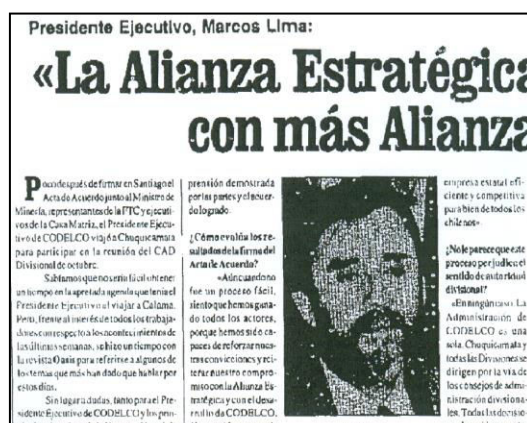 Presidente Ejecutivo, Marcos Lima:
«La Alianza Estratégica
con más Alianza
Poco después de firmar en Santiago el
Acta de Acuerdo junto al Ministro de
Minería, representantes de la FTC y ejecuti-
vos de la Casa Matriz, el Presidente Ejecu-
tivo de CODELCO viajó a Chuquicamata
para participar en la reunión del CAD
Divisional de octubre.
Sabíamos que no sería fácil obtener
un tiempo en la apretada agenda que tenía el
Presidente Ejecutivo al viajar a Calama.
Pero, frente al interés de todos los trabaja-
dores con respecto a los acontecimientos de
las últimas semanas, se hizo un tiempo con
la revista Oasis para referirse a algunos de
los temas que más han dado que hablar por
estos días.
Sin lugar a dudas, tanto para el Pre-
sidente Ejecutivo de CODELCO y los
prensión demostrada
por las partes y el acuer-
do logrado.
¿Cómo evalúa los re-
sultados de la firma del
Acta de Acuerdo?
«Aún cuando no
fue un proceso fácil,
siento que hemos gana-
do todos los actores,
porque hemos sido ca-
paces de reforzar nues-
tras convicciones y rei-
terar nuestro compro-
miso con la Alianza Es-
tratégica y con el desa-
rrollo de CODELCO.
empresa estatal efi-
ciente y competitiva
para bien de todos los
chilenos».
¿No le parece que este
proceso perjudicó el
sentido de autoridad
divisional?
«En ningún caso. La
Administración de
CODELCO es una
sola. Chuquicamata y
todas las Divisiones se
dirigen por la vía de
los consejos de admi-
nistración divisiona-
les. Todas las decisio-